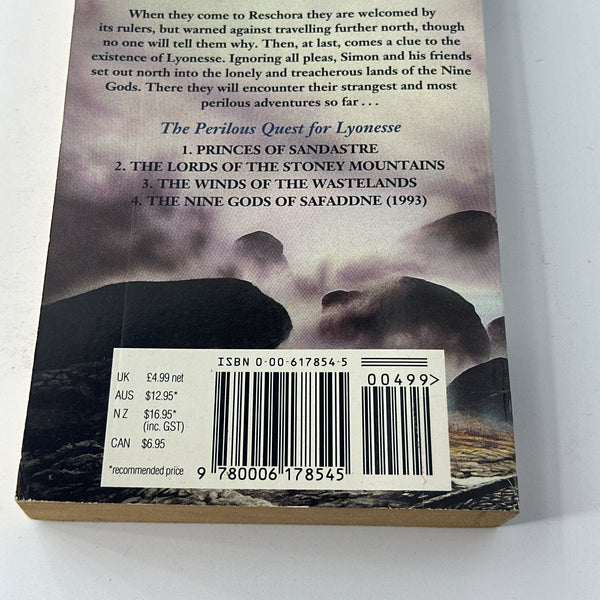 When they come to Reschora they are welcomed by
its rulers, but warned against travelling further north, though
no one will tell them why. Then, at last, comes a clue to the
existence of Lyonesse. Ignoring all pleas, Simon and his friends
set out north into the lonely and treacherous lands of the Nine
Gods. There they will encounter their strangest and most
perilous adventures so far . . .
The Perilous Quest for Lyonesse
1. PRINCES OF SANDASTRE
2. THE LORDS OF THE STONEY MOUNTAINS
3. THE WINDS OF THE WASTELANDS
4. THE NINE GODS OF SAFADDNE (1993)
ISBN 0-00-617854-5
00499>
UK £4.99 net
AUS $12.95*
NZ $16.95*
(inc. GST)
CAN $6.95
*recommended price
9 780006 178545